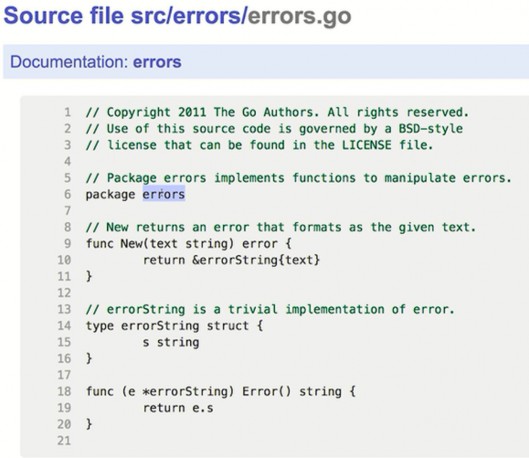 Source file src/errors/errors.go
Documentation: errors
1 // Copyright 2011 The Go Authors. All rights reserved.
2 // Use of this source code is governed by a BSD-style
3 // license that can be found in the LICENSE file.
4
5 // Package errors implements functions to manipulate errors.
6 package errors
7
8 // New returns an error that formats as the given text.
9 func New(text string) error {
10 return &errorString{text}
11 }
12
13 // errorString is a trivial implementation of error.
14 type errorString struct {
15 s string
16 }
17
18 func (e *errorString) Error() string {
19 return e.s
20 }
21